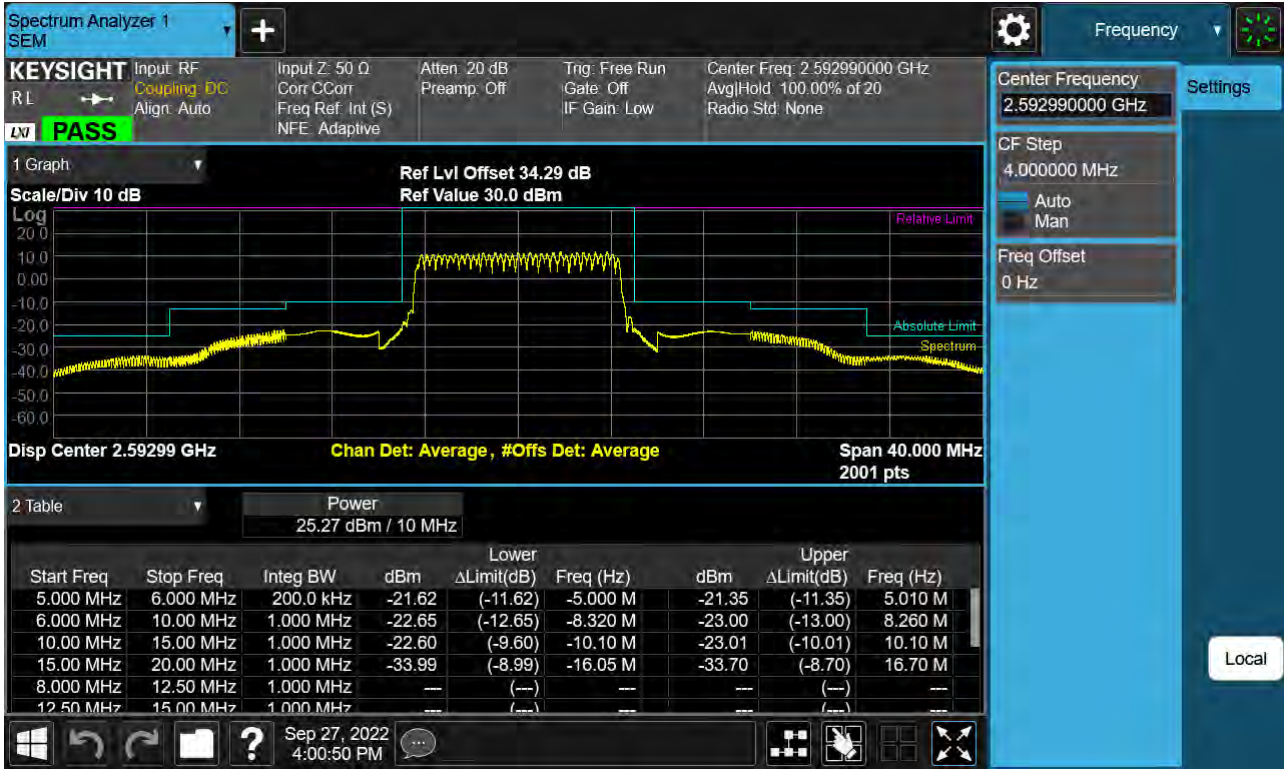 Spectrum Analyzer 1
SEM
Frequency
KEYSIGHT
R L
LXI
PASS
Input: RF
Coupling: DC
Align: Auto
Input Z: 50 Ω
Corr CCorr
Freq Ref: Int (S)
NFE: Adaptive
Atten: 20 dB
Preamp: Off
Trig: Free Run
Gate: Off
IF Gain: Low
Center Freq: 2.592990000 GHz
Avg|Hold: 100.00% of 20
Radio Std: None
Center Frequency
2.592990000 GHz
Settings
CF Step
4.000000 MHz
Auto
Man
Freq Offset
0 Hz
Local
1 Graph
Scale/Div 10 dB
Ref Lvl Offset 34.29 dB
Ref Value 30.0 dBm
Log
20.0
10.0
0.00
-10.0
-20.0
-30.0
-40.0
-50.0
-60.0
Relative Limit
Absolute Limit
Spectrum
Disp Center 2.59299 GHz
Chan Det: Average , #Offs Det: Average
Span 40.000 MHz
2001 pts
2 Table
Power
25.27 dBm / 10 MHz
Lower Upper
Start Freq Stop Freq Integ BW dBm ΔLimit(dB) Freq (Hz) dBm ΔLimit(dB) Freq (Hz)
5.000 MHz 6.000 MHz 200.0 kHz -21.62 (-11.62) -5.000 M -21.35 (-11.35) 5.010 M
6.000 MHz 10.00 MHz 1.000 MHz -22.65 (-12.65) -8.320 M -23.00 (-13.00) 8.260 M
10.00 MHz 15.00 MHz 1.000 MHz -22.60 (-9.60) -10.10 M -23.01 (-10.01) 10.10 M
15.00 MHz 20.00 MHz 1.000 MHz -33.99 (-8.99) -16.05 M -33.70 (-8.70) 16.70 M
8.000 MHz 12.50 MHz 1.000 MHz --- (---) --- --- (---) ---
12.50 MHz 15.00 MHz 1.000 MHz --- (---) --- --- (---) ---
?
Sep 27, 2022
4:00:50 PM